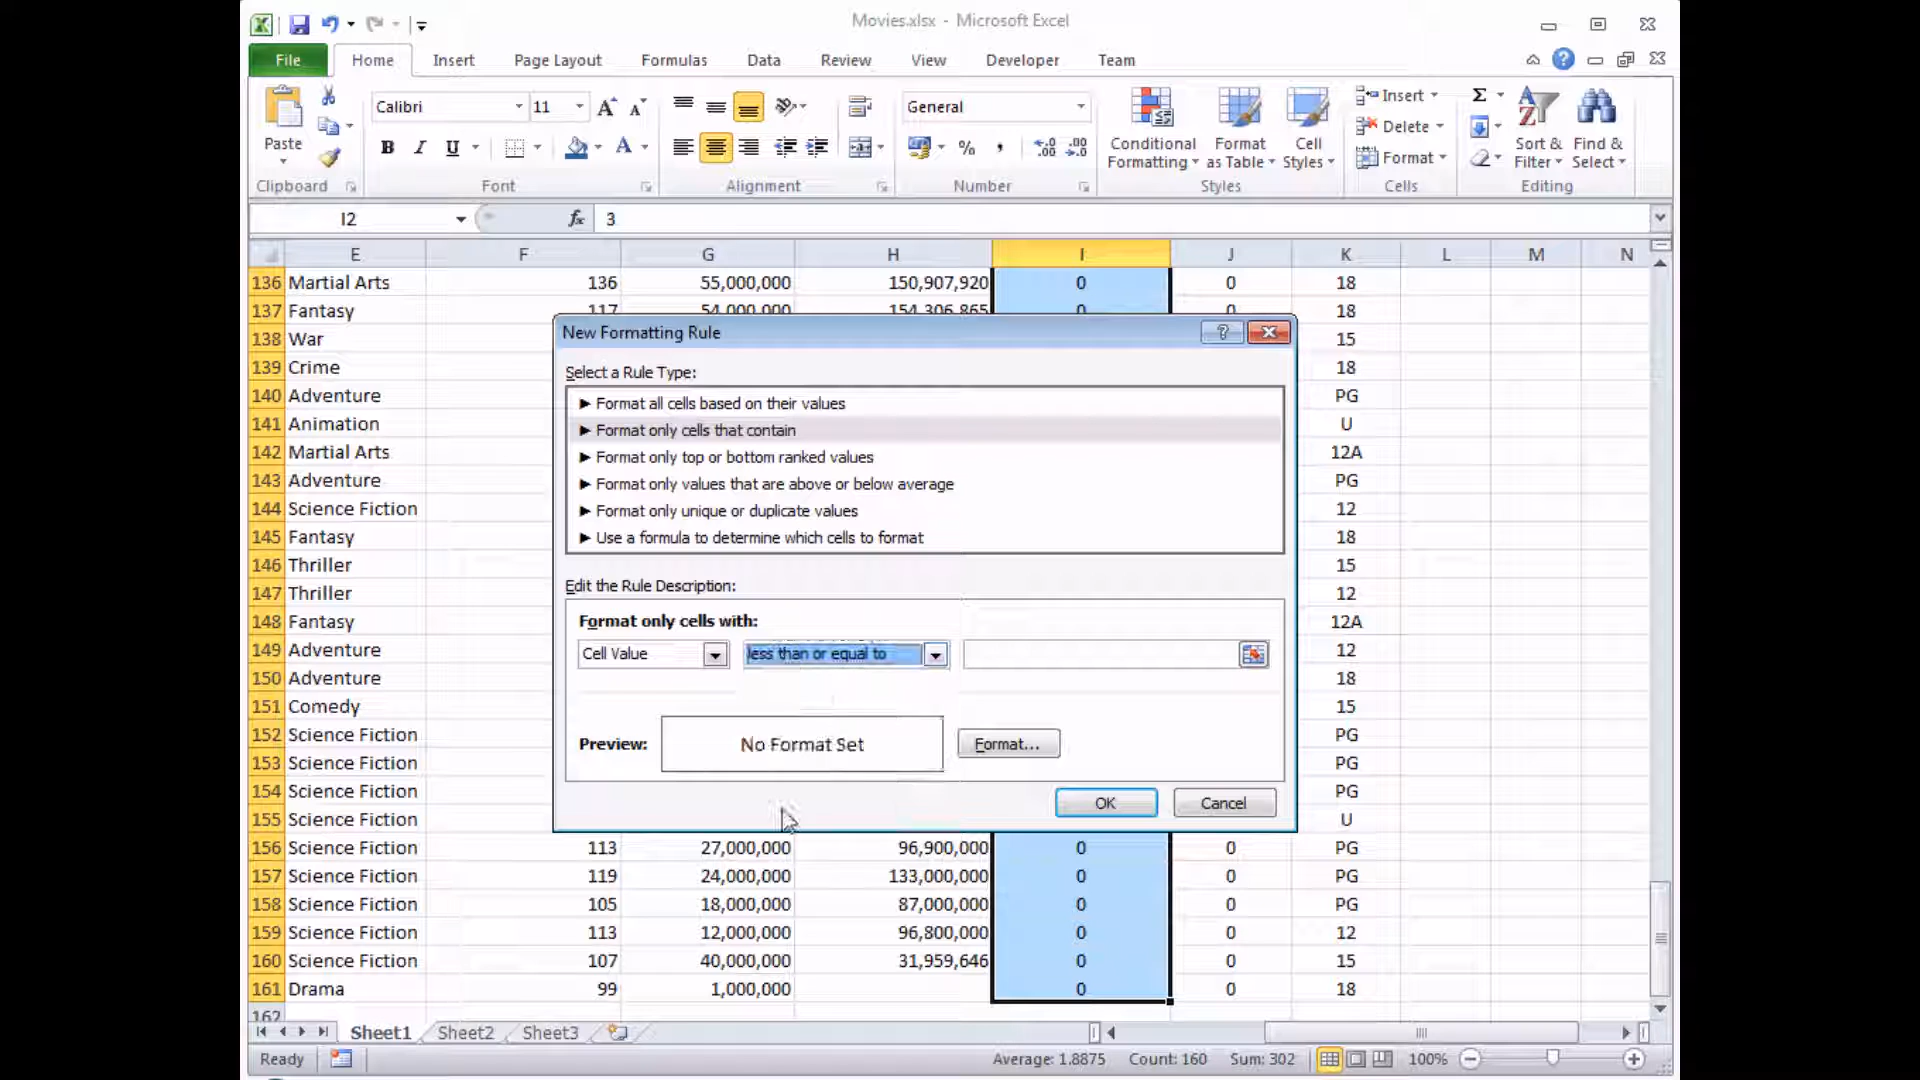 Movies.xlsx - Microsoft Excel
File Home Insert Page Layout Formulas Data Review View Developer Team
Paste
Calibri 11
B I U
A A A
General
% ,
Conditional Formatting
Format as Table
Cell Styles
Insert
Delete
Format
Σ
Sort & Filter
Find & Select
Clipboard Font Alignment Number Styles Cells Editing
I2 fx 3
E F G H I J K L M N
136 Martial Arts 136 55,000,000 150,907,920 0 0 18
137 Fantasy 117 54,000,000 154,306,865 0 0 18
138 War 15
139 Crime 18
140 Adventure PG
141 Animation U
142 Martial Arts 12A
143 Adventure PG
144 Science Fiction 12
145 Fantasy 18
146 Thriller 15
147 Thriller 12
148 Fantasy 12A
149 Adventure 12
150 Adventure 18
151 Comedy 15
152 Science Fiction PG
153 Science Fiction PG
154 Science Fiction PG
155 Science Fiction U
156 Science Fiction 113 27,000,000 96,900,000 0 0 PG
157 Science Fiction 119 24,000,000 133,000,000 0 0 PG
158 Science Fiction 105 18,000,000 87,000,000 0 0 PG
159 Science Fiction 113 12,000,000 96,800,000 0 0 12
160 Science Fiction 107 40,000,000 31,959,646 0 0 15
161 Drama 99 1,000,000 0 0 18
162
New Formatting Rule
Select a Rule Type:
► Format all cells based on their values
► Format only cells that contain
► Format only top or bottom ranked values
► Format only values that are above or below average
► Format only unique or duplicate values
► Use a formula to determine which cells to format
Edit the Rule Description:
Format only cells with:
Cell Value less than or equal to
Preview: No Format Set Format...
OK Cancel
Sheet1 Sheet2 Sheet3
Ready Average: 1.8875 Count: 160 Sum: 302 100%